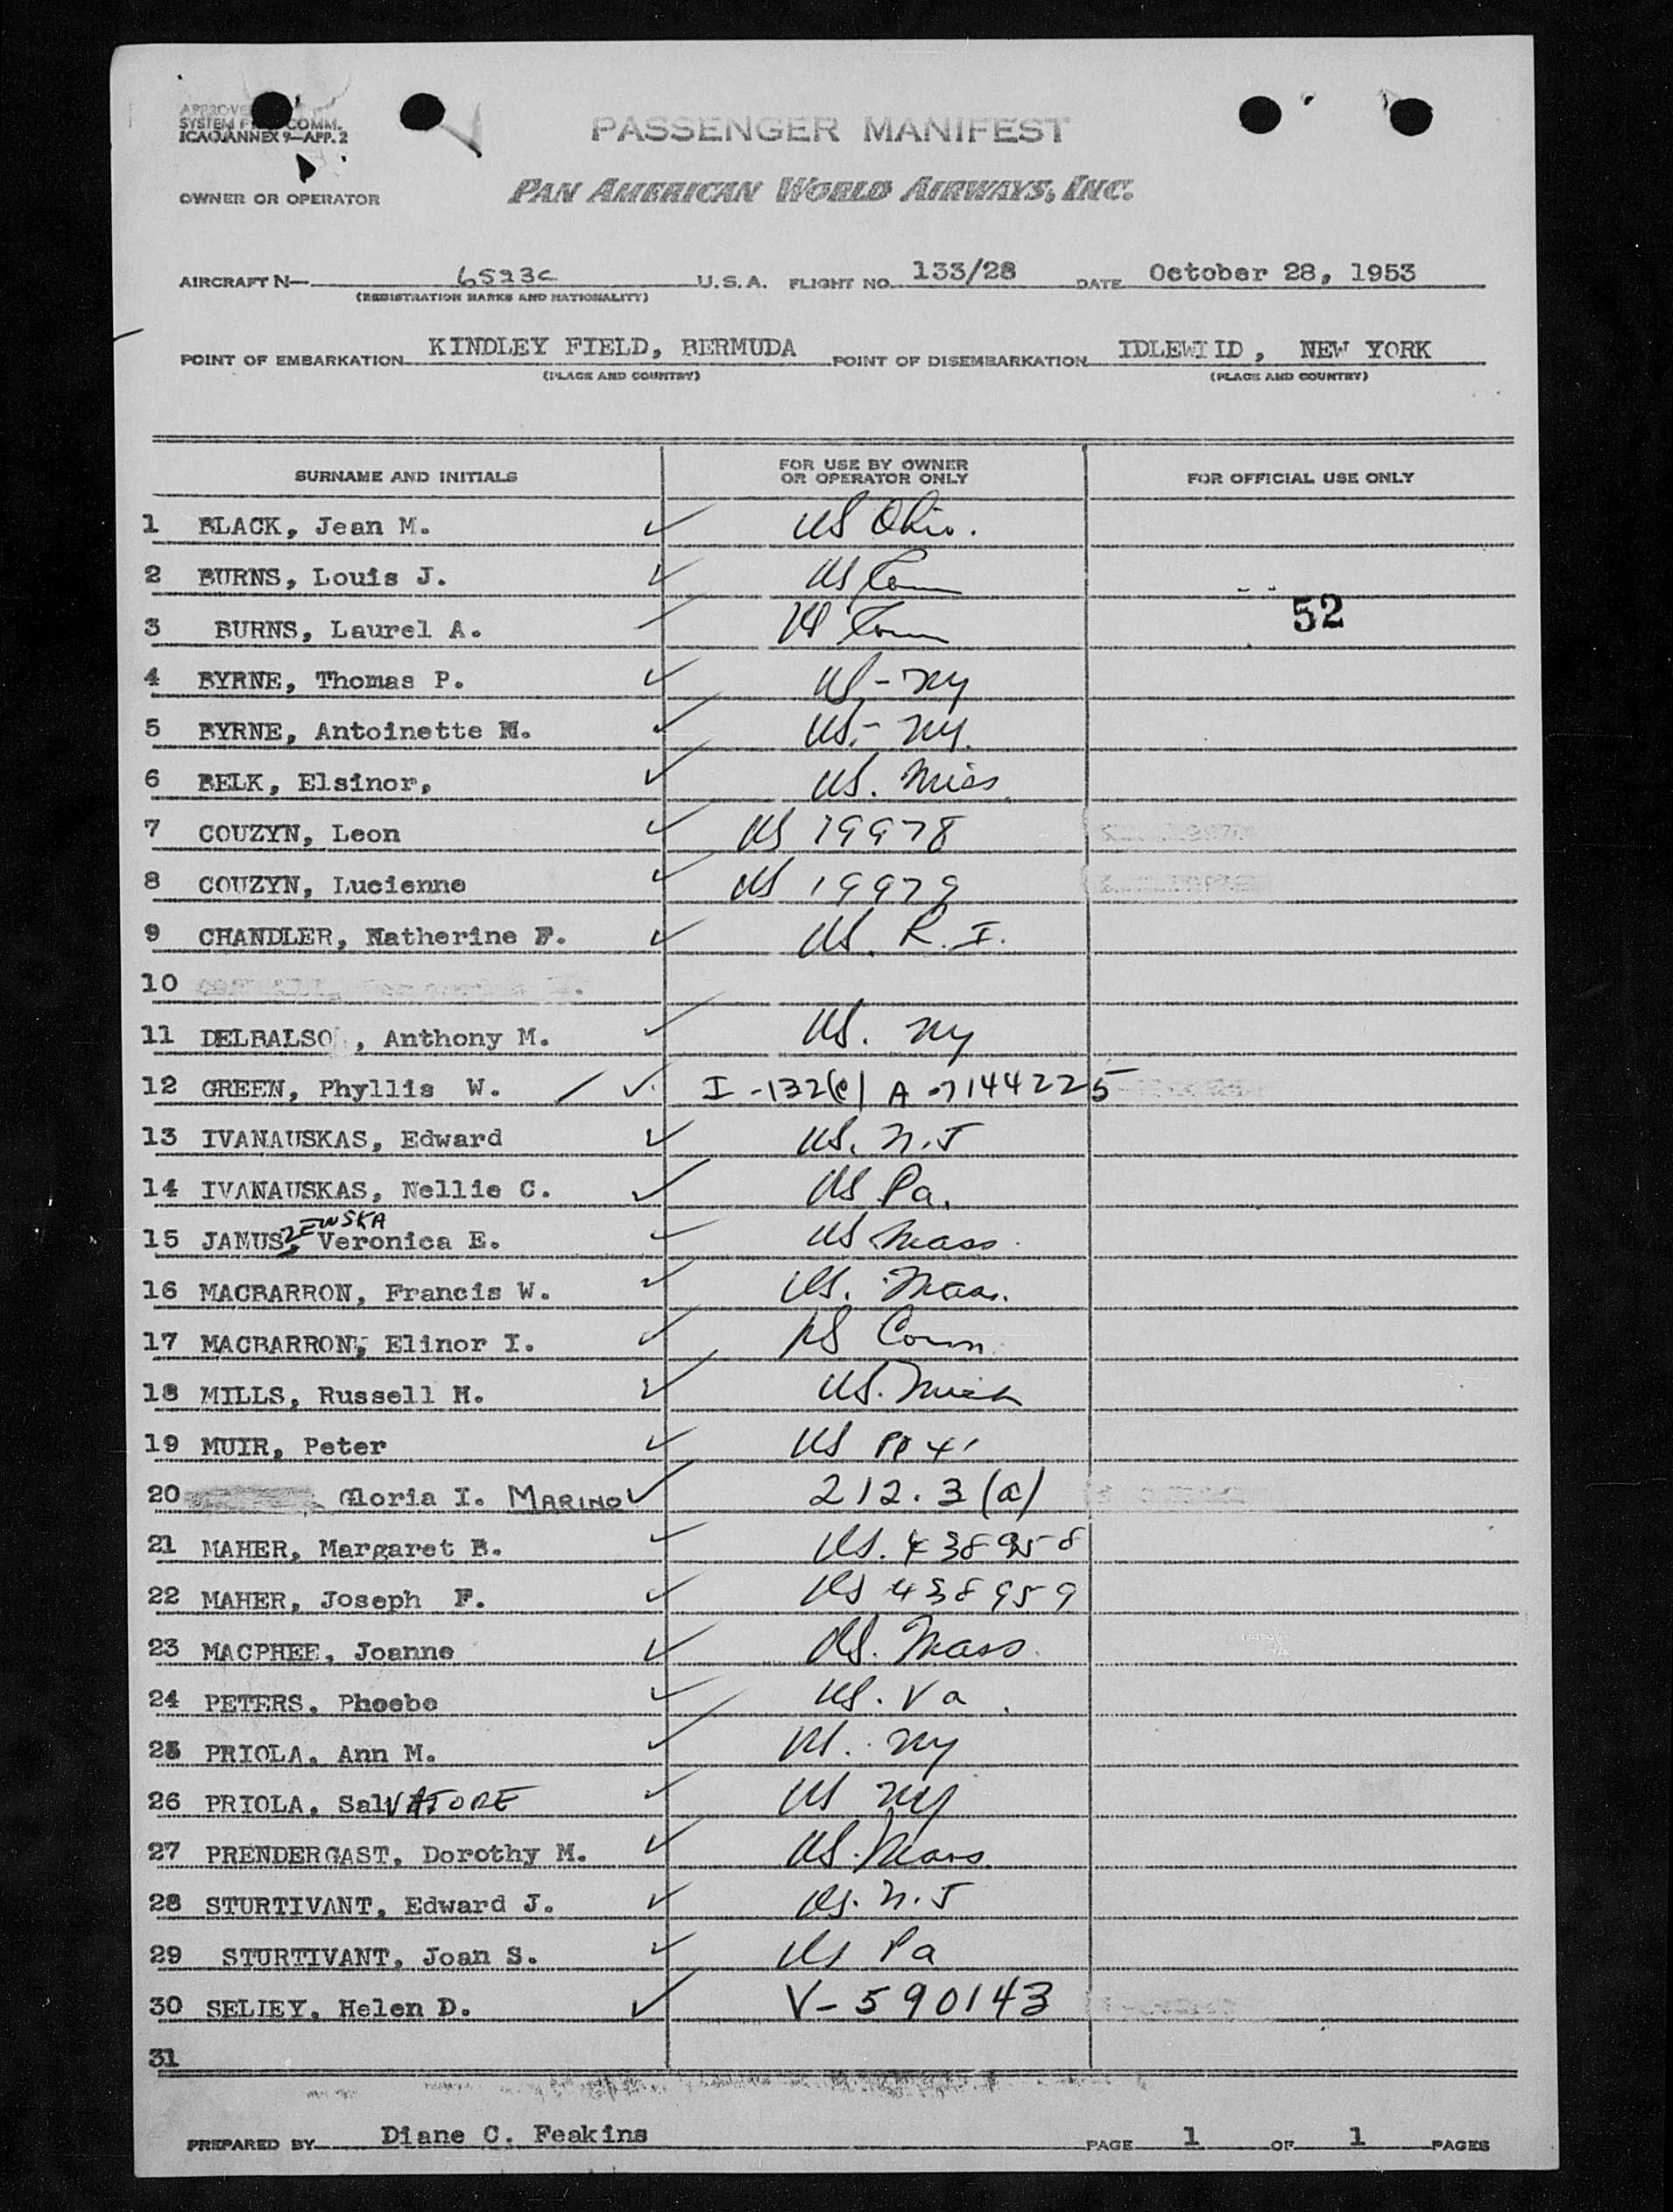 APPROVE
SYSTEM F COMM.
ICAO ANNEX 9—APP. 2
PASSENGER MANIFEST
OWNER OR OPERATOR PAN AMERICAN WORLD AIRWAYS, INC.
AIRCRAFT N— 6523C U.S.A. FLIGHT NO. 133/28 DATE October 28, 1953
(REGISTRATION MARKS AND NATIONALITY)
POINT OF EMBARKATION KINDLEY FIELD, BERMUDA POINT OF DISEMBARKATION IDLEWIID, NEW YORK
(PLACE AND COUNTRY) (PLACE AND COUNTRY)
SURNAME AND INITIALS FOR USE BY OWNER OR OPERATOR ONLY FOR OFFICIAL USE ONLY
1 BLACK, Jean M. ✓ US Ohio.
2 BURNS, Louis J. ✓ US Conn
3 BURNS, Laurel A. US Conn 52
4 BYRNE, Thomas P. ✓ US - NY
5 BYRNE, Antoinette M. ✓ US. - NY.
6 BELK, Elsinor, ✓ US. Miss.
7 COUZYN, Leon ✓ US 19978
8 COUZYN, Lucienne ✓ US 19979
9 CHANDLER, Natherine F. ✓ US. R.I.
10
11 DELBALSO , Anthony M. ✓ US. NY
12 GREEN, Phyllis W. / ✓ I-132(e) A 7144225
13 IVANAUSKAS, Edward ✓ US. N.J
14 IVANAUSKAS, Nellie C. ✓ US Pa.
15 JANUSZEWSKA, Veronica E. ✓ US Mass.
16 MACBARRON, Francis W. ✓ US. Mass.
17 MACBARRON, Elinor I. ✓ US Conn
18 MILLS, Russell H. ✓ US. Mich
19 MUIR, Peter ✓ US PP
20 , Gloria I. MARINO ✓ 212.3(a)
21 MAHER, Margaret B. ✓ US. 438958
22 MAHER, Joseph F. ✓ US 438959
23 MACPHEE, Joanne ✓ US. Mass.
24 PETERS, Phoebe ✓ US. Va.
25 PRIOLA, Ann M. ✓ US. NY
26 PRIOLA, SalVATORE ✓ US NY
27 PRENDERGAST, Dorothy M. ✓ US. Mass.
28 STURTIVANT, Edward J. ✓ US. N.J
29 STURTIVANT, Joan S. ✓ US Pa
30 SELIEY, Helen D. ✓ V-590143
31
PREPARED BY Diane C. Feakins PAGE 1 OF 1 PAGES